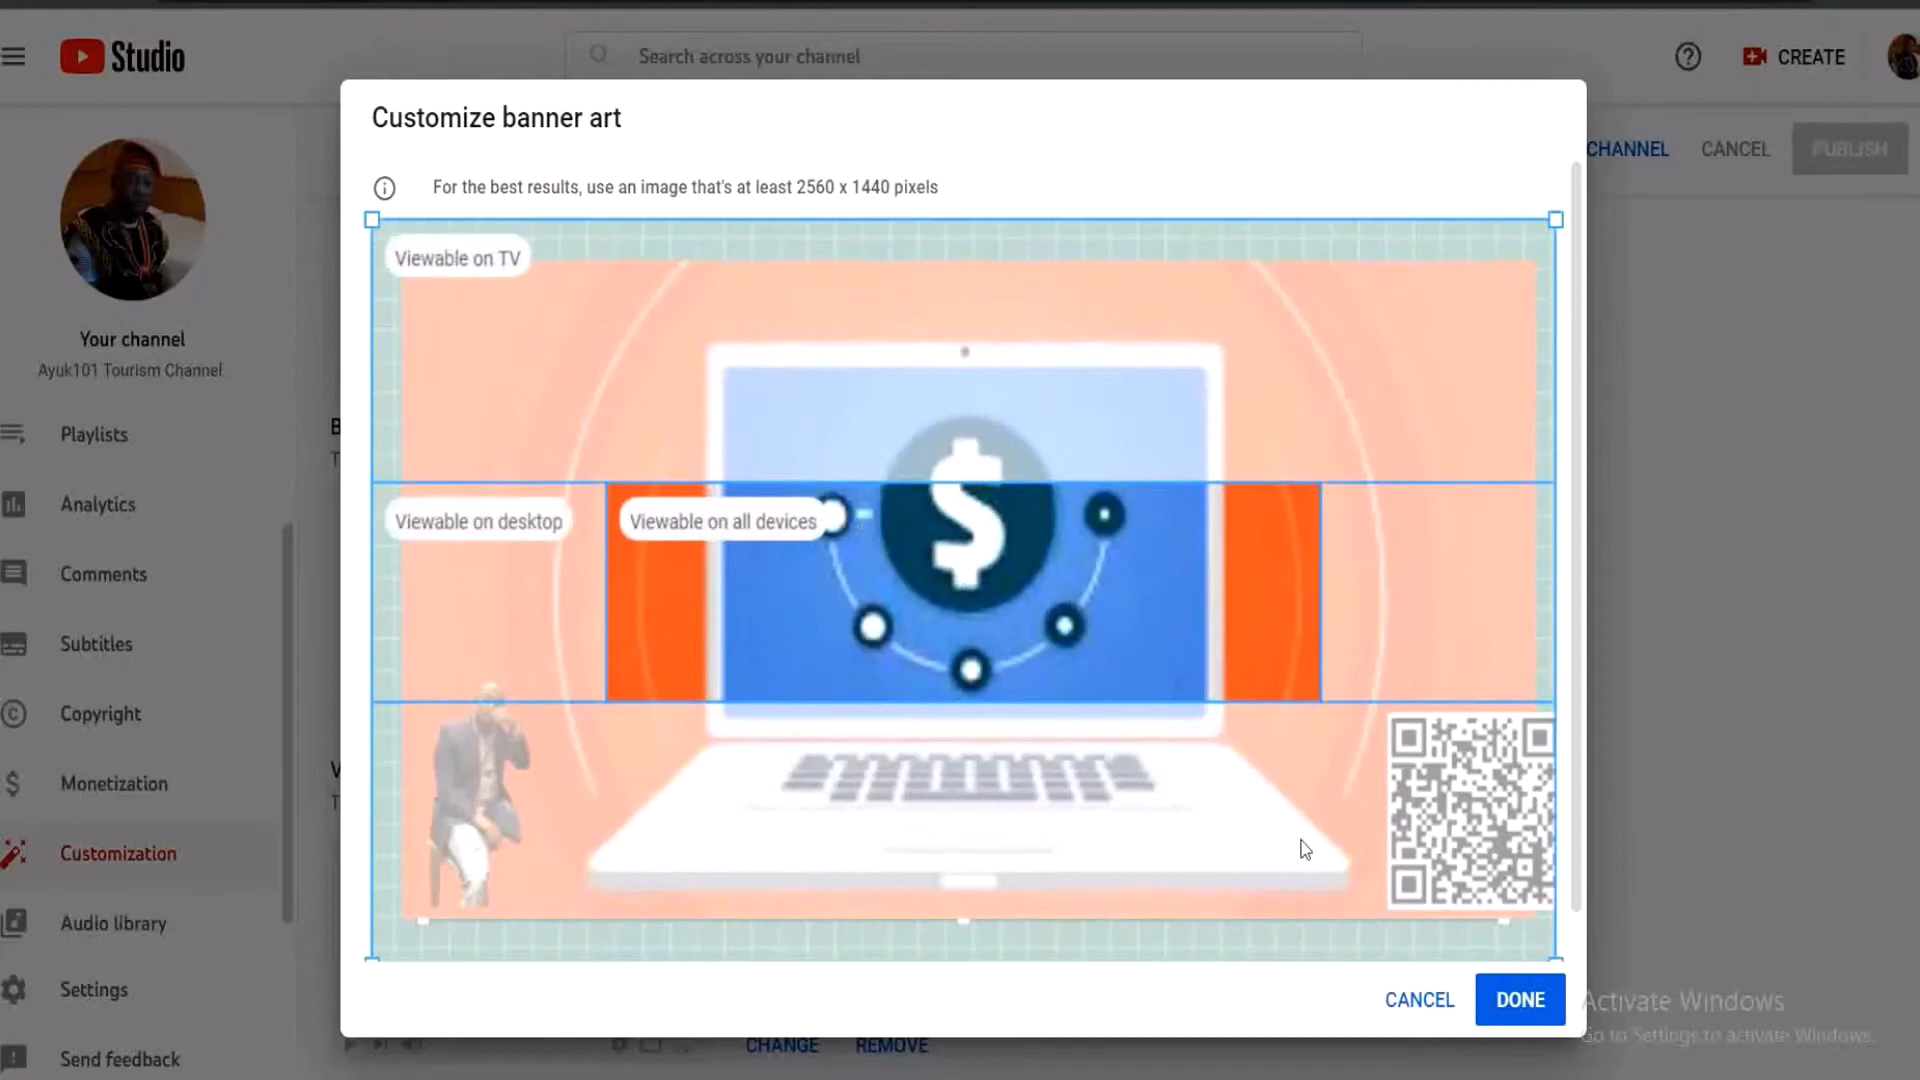 Studio
Search across your channel
CREATE
Customize banner art
CHANNEL
CANCEL
PUBLISH
For the best results, use an image that's at least 2560 x 1440 pixels
Viewable on TV
Your channel
Ayuk101 Tourism Channel
B
T
Playlists
Analytics
Viewable on desktop
Viewable on all devices
$
Comments
Subtitles
Copyright
Monetization
V
T
Customization
Audio library
Settings
CANCEL
DONE
Activate Windows
Go to Settings to activate Windows.
Send feedback
CHANGE
REMOVE